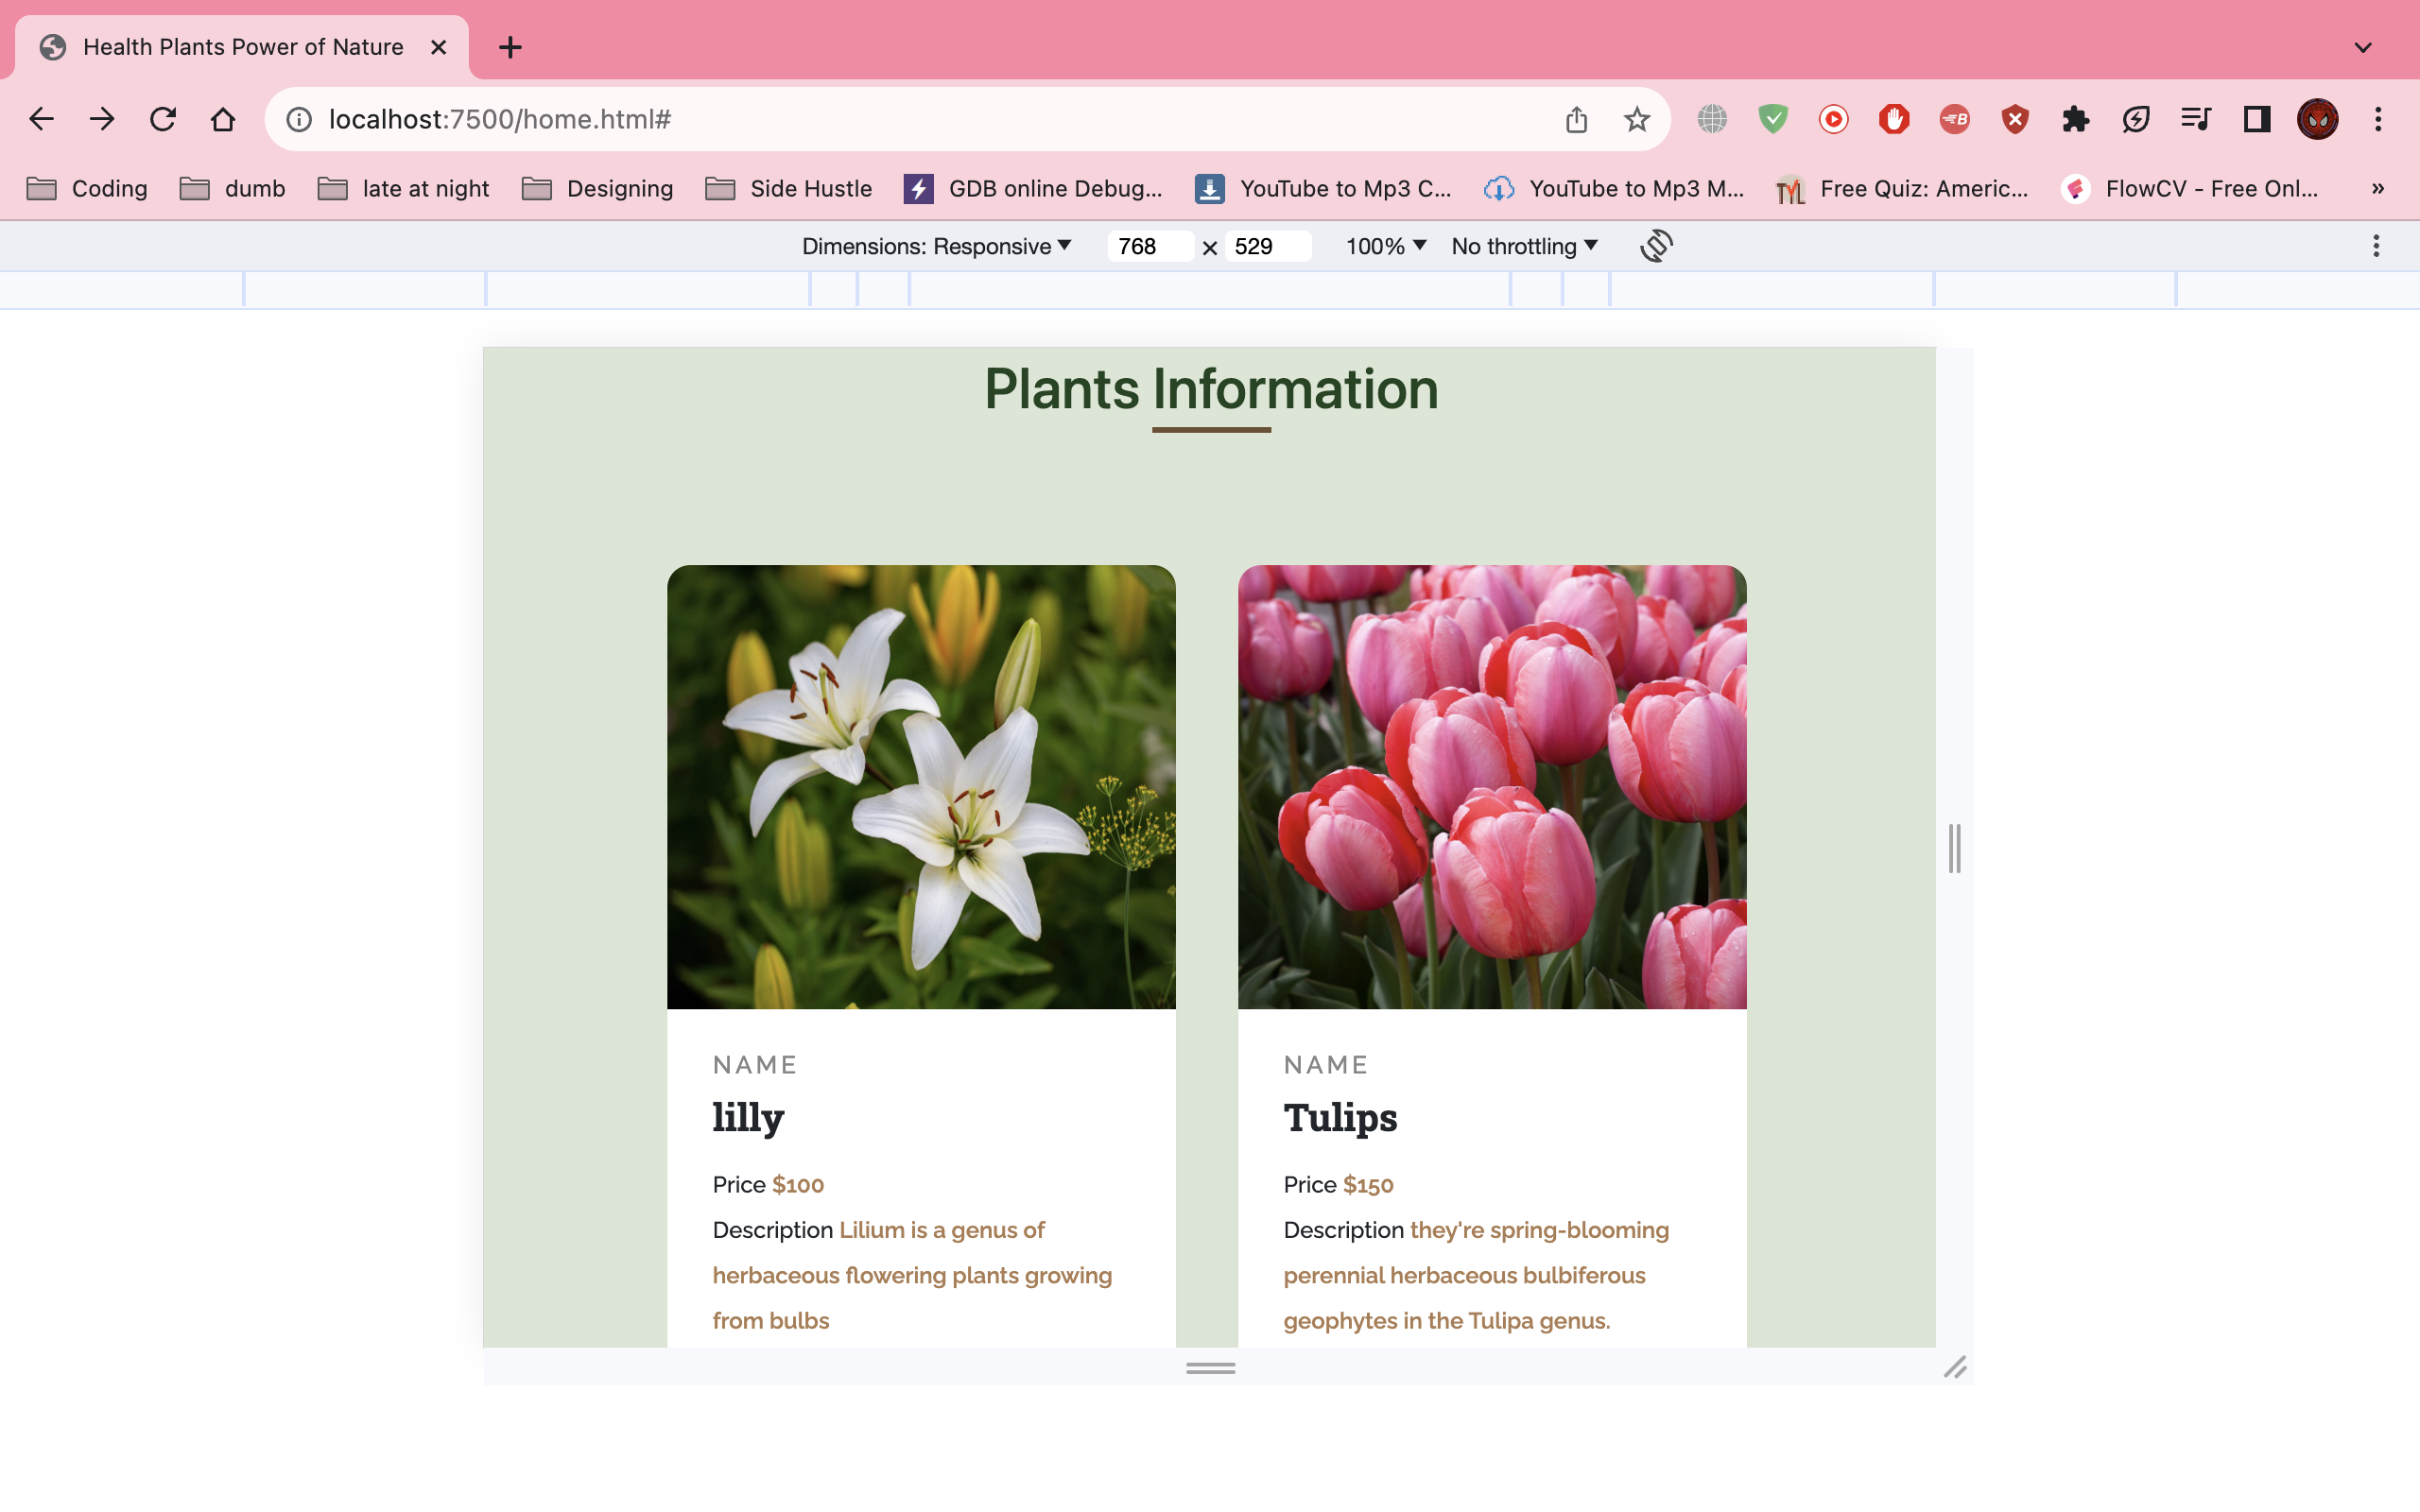 Health Plants Power of Nature
localhost:7500/home.html#
Coding dumb late at night Designing Side Hustle GDB online Debug... YouTube to Mp3 C... YouTube to Mp3 M... Free Quiz: Americ... FlowCV - Free Onl... »
Dimensions: Responsive 768 × 529 100% No throttling
Plants Information
NAME
lilly
Price $100
Description Lilium is a genus of
herbaceous flowering plants growing
from bulbs
NAME
Tulips
Price $150
Description they're spring-blooming
perennial herbaceous bulbiferous
geophytes in the Tulipa genus.